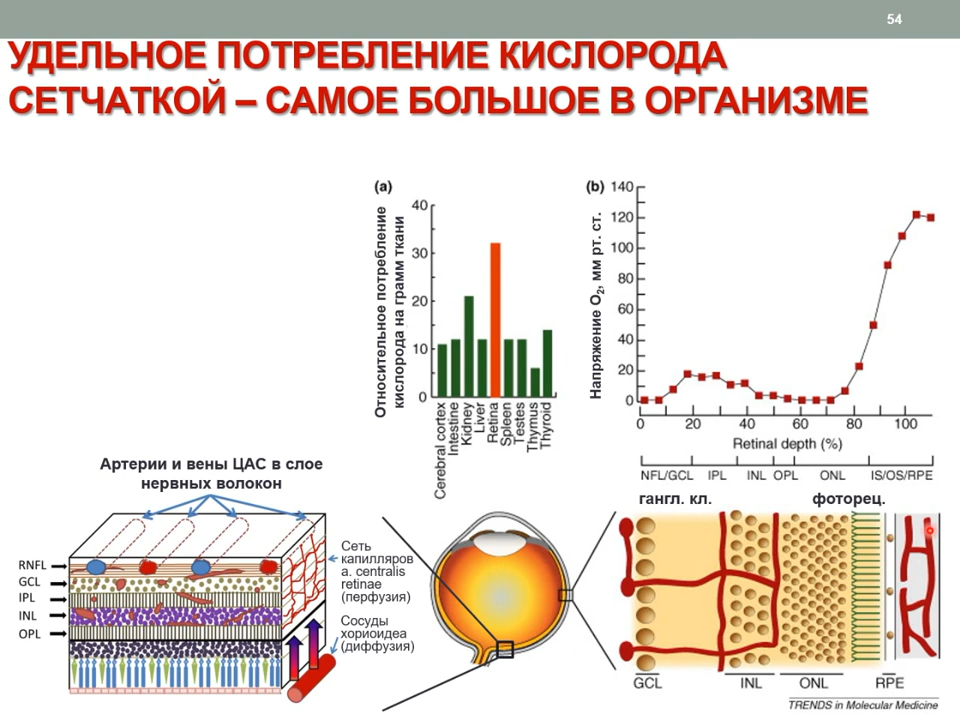 54
УДЕЛЬНОЕ ПОТРЕБЛЕНИЕ КИСЛОРОДА
СЕТЧАТКОЙ – САМОЕ БОЛЬШОЕ В ОРГАНИЗМЕ
(a)
Относительное потребление
кислорода на грамм ткани
40
30
20
10
0
Cerebral cortex
Intestine
Kidney
Liver
Retina
Spleen
Testes
Thymus
Thyroid
(b)
Напряжение O₂, мм рт. ст.
140
120
100
80
60
40
20
0
0 20 40 60 80 100
Retinal depth (%)
NFL/GCL IPL INL OPL ONL IS/OS/RPE
гангл. кл. фоторец.
Артерии и вены ЦАС в слое
нервных волокон
RNFL
GCL
IPL
INL
OPL
Сеть
капилляров
a. centralis
retinae
(перфузия)
Сосуды
хориоидеа
(диффузия)
GCL INL ONL RPE
TRENDS in Molecular Medicine